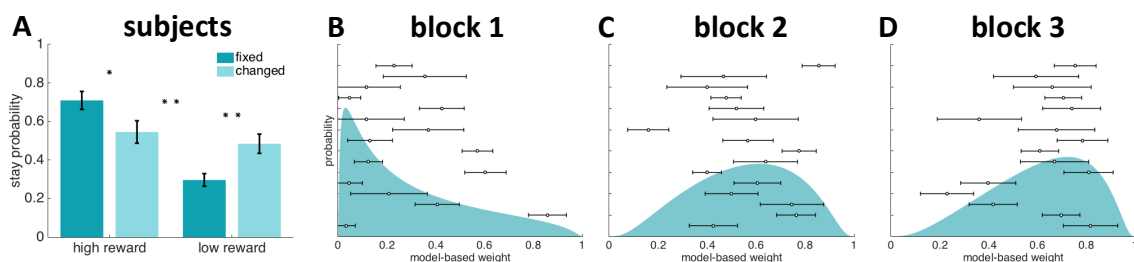 A subjects
stay probability
1
0.8
0.6
0.4
0.2
0
fixed
changed
*
* *
* *
high reward low reward
B block 1
probability
0 0.2 0.4 0.6 0.8 1
model-based weight
C block 2
0 0.2 0.4 0.6 0.8 1
model-based weight
D block 3
0 0.2 0.4 0.6 0.8 1
model-based weight